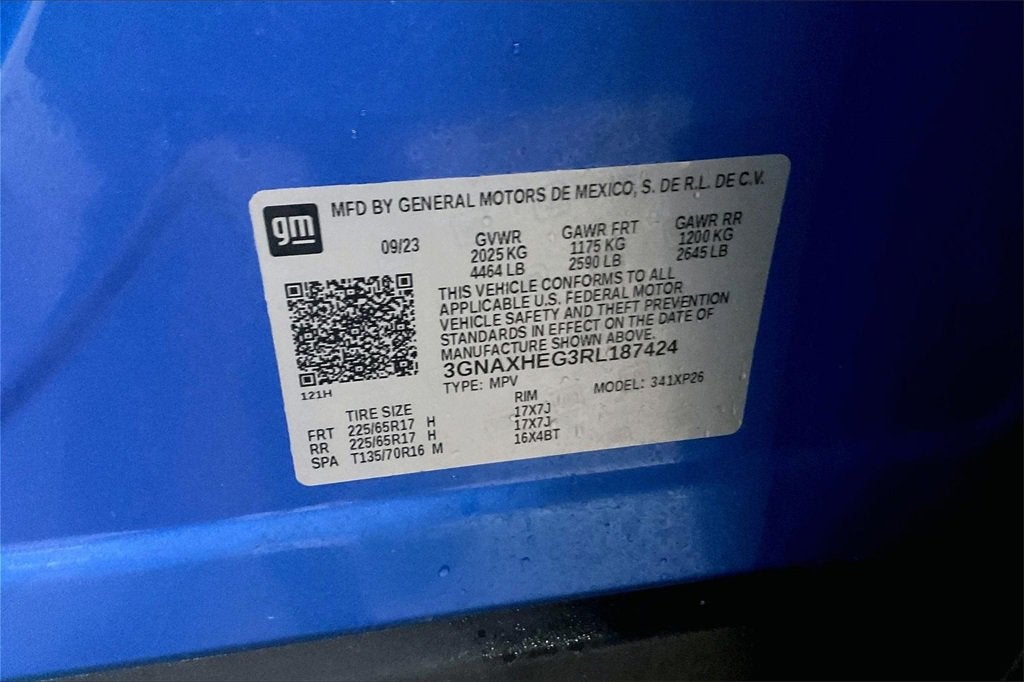 gm
MFD BY GENERAL MOTORS DE MEXICO, S. DE R.L. DE C.V.
09/23 GVWR GAWR FRT GAWR RR
2025 KG 1175 KG 1200 KG
4464 LB 2590 LB 2645 LB
THIS VEHICLE CONFORMS TO ALL
APPLICABLE U.S. FEDERAL MOTOR
VEHICLE SAFETY AND THEFT PREVENTION
STANDARDS IN EFFECT ON THE DATE OF
MANUFACTURE SHOWN ABOVE.
3GNAXHEG3RL187424
TYPE: MPV MODEL: 341XP26
121H
TIRE SIZE RIM
FRT 225/65R17 H 17X7J
RR 225/65R17 H 17X7J
SPA T135/70R16 M 16X4BT